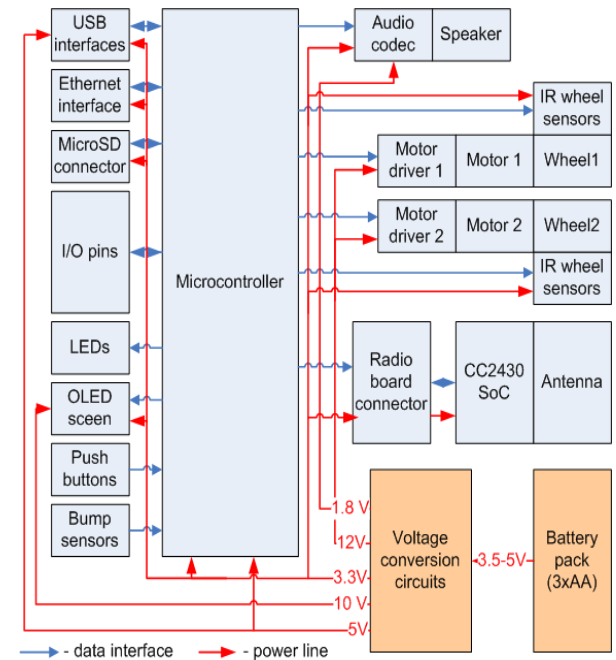 USB
interfaces
Ethernet
interface
MicroSD
connector
I/O pins
LEDs
OLED
sceen
Push
buttons
Bump
sensors
Microcontroller
Audio
codec
Speaker
IR wheel
sensors
Motor
driver 1
Motor 1
Wheel1
Motor
driver 2
Motor 2
Wheel2
IR wheel
sensors
Radio
board
connector
CC2430
SoC
Antenna
1.8 V
12V
3.3V
10 V
5V
Voltage
conversion
circuits
3.5-5V
Battery
pack
(3xAA)
- data interface
- power line